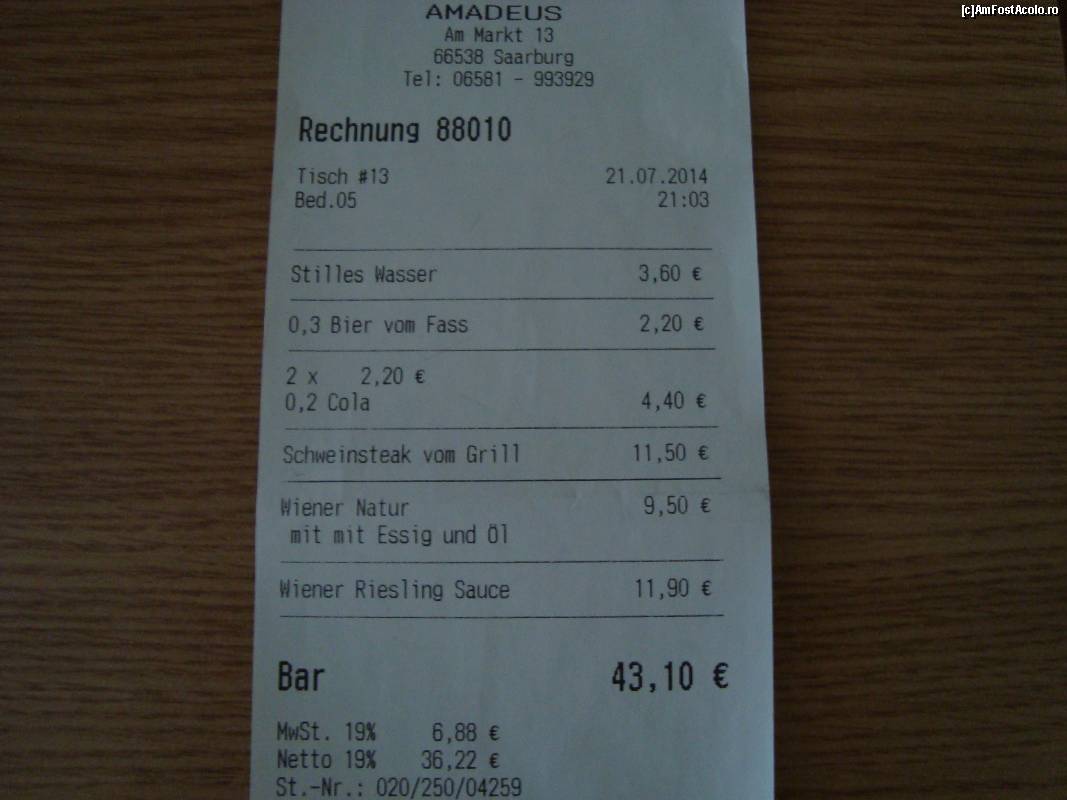 [c]AmFostAcolo.ro
AMADEUS
Am Markt 13
66538 Saarburg
Tel: 06581 - 993929
Rechnung 88010
Tisch #13 21.07.2014
Bed.05 21:03
Stilles Wasser 3,60 €
0,3 Bier vom Fass 2,20 €
2 x 2,20 €
0,2 Cola 4,40 €
Schweinsteak vom Grill 11,50 €
Wiener Natur 9,50 €
mit mit Essig und Öl
Wiener Riesling Sauce 11,90 €
Bar 43,10 €
MwSt. 19% 6,88 €
Netto 19% 36,22 €
St.-Nr.: 020/250/04259